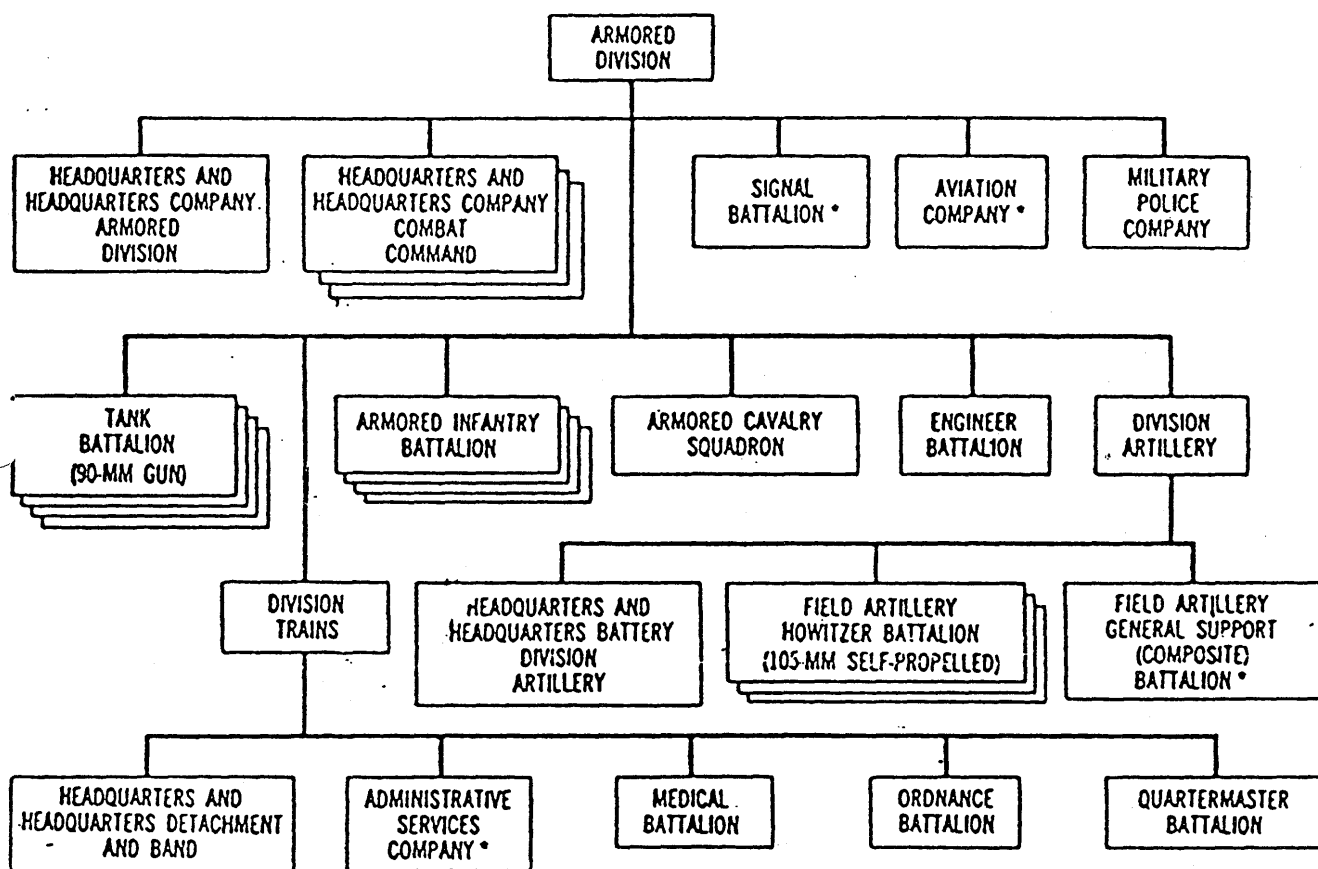 ARMORED
DIVISION
HEADQUARTERS AND
HEADQUARTERS COMPANY.
ARMORED
DIVISION
HEADQUARTERS AND
HEADQUARTERS COMPANY
COMBAT
COMMAND
SIGNAL
BATTALION *
AVIATION
COMPANY *
MILITARY
POLICE
COMPANY
TANK
BATTALION
(90-MM GUN)
ARMORED INFANTRY
BATTALION
ARMORED CAVALRY
SQUADRON
ENGINEER
BATTALION
DIVISION
ARTILLERY
DIVISION
TRAINS
HEADQUARTERS AND
HEADQUARTERS BATTERY
DIVISION
ARTILLERY
FIELD ARTILLERY
HOWITZER BATTALION
(105-MM SELF-PROPELLED)
FIELD ARTILLERY
GENERAL SUPPORT
(COMPOSITE)
BATTALION *
HEADQUARTERS AND
HEADQUARTERS DETACHMENT
AND BAND
ADMINISTRATIVE
SERVICES
COMPANY *
MEDICAL
BATTALION
ORDNANCE
BATTALION
QUARTERMASTER
BATTALION